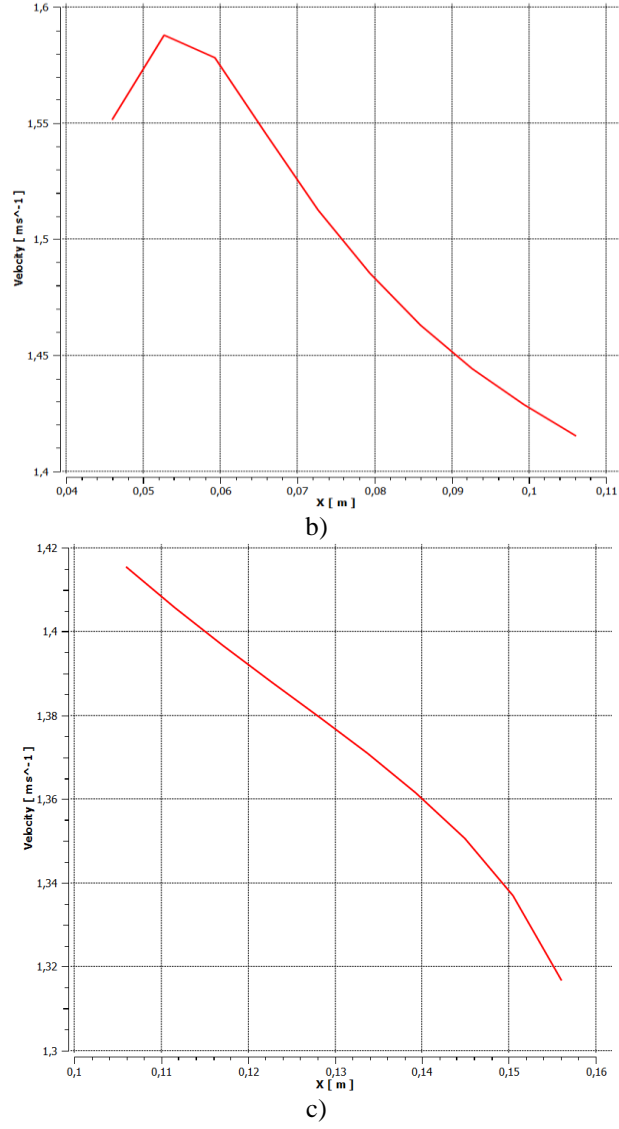 1,6
1,55
1,5
1,45
1,4
Velocity [ ms^-1 ]
0,04 0,05 0,06 0,07 0,08 0,09 0,1 0,11
X [ m ]
b)
1,42
1,4
1,38
1,36
1,34
1,32
1,3
Velocity [ ms^-1 ]
0,1 0,11 0,12 0,13 0,14 0,15 0,16
X [ m ]
c)